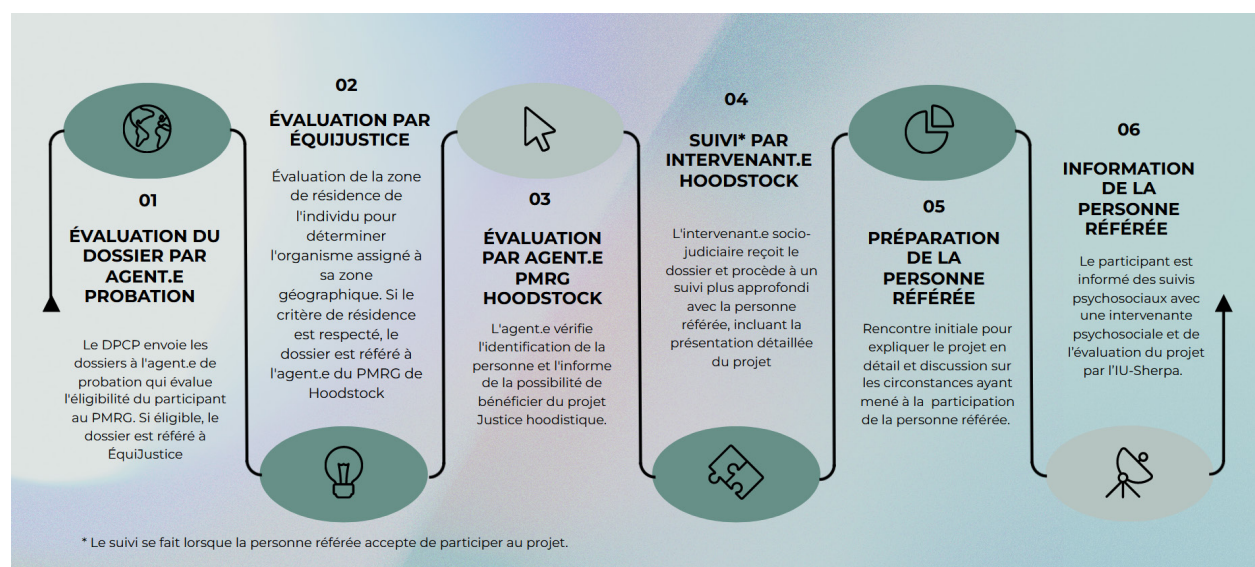 01
ÉVALUATION DU
DOSSIER PAR
AGENT.E
PROBATION
Le DPCP envoie les
dossiers à l'agent.e de
probation qui évalue
l'éligibilité du participant
au PMRG. Si éligible, le
dossier est référé à
ÉquiJustice
02
ÉVALUATION PAR
ÉQUIJUSTICE
Évaluation de la zone
de résidence de
l'individu pour
déterminer
l'organisme assigné à
sa zone
géographique. Si le
critère de résidence
est respecté, le
dossier est référé à
l'agent.e du PMRG de
Hoodstock
03
ÉVALUATION
PAR AGENT.E
PMRG
HOODSTOCK
L'agent.e vérifie
l'identification de la
personne et l'informe
de la possibilité de
bénéficier du projet
Justice hoodistique.
04
SUIVI* PAR
INTERVENANT.E
HOODSTOCK
L'intervenant.e socio-
judiciaire reçoit le
dossier et procède à un
suivi plus approfondi
avec la personne
référée, incluant la
présentation détaillée
du projet
05
PRÉPARATION
DE LA
PERSONNE
RÉFÉRÉE
Rencontre initiale pour
expliquer le projet en
détail et discussion sur
les circonstances ayant
mené à la participation
de la personne référée.
06
INFORMATION
DE LA
PERSONNE
RÉFÉRÉE
Le participant est
informé des suivis
psychosociaux avec
une intervenante
psychosociale et de
l'évaluation du projet
par l'IU-Sherpa.
* Le suivi se fait lorsque la personne référée accepte de participer au projet.